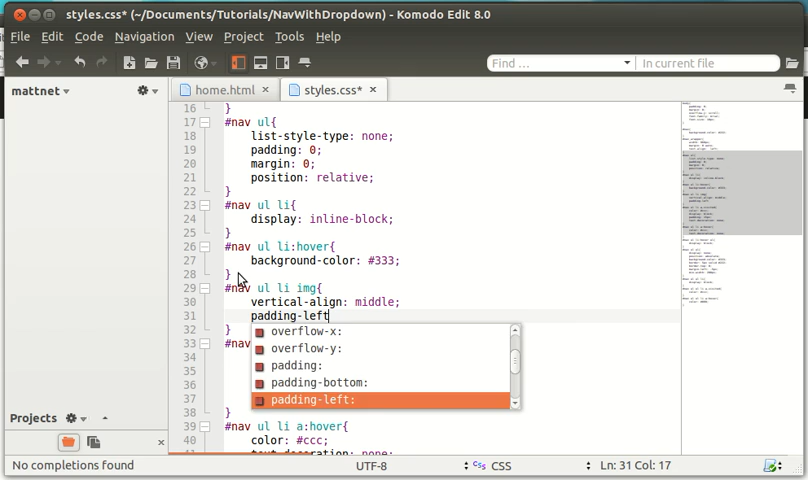 styles.css* (~/Documents/Tutorials/NavWithDropdown) - Komodo Edit 8.0
File Edit Code Navigation View Project Tools Help
Find ... In current file
mattnet home.html styles.css*
16 }
17 #nav ul{
18 list-style-type: none;
19 padding: 0;
20 margin: 0;
21 position: relative;
22 }
23 #nav ul li{
24 display: inline-block;
25 }
26 #nav ul li:hover{
27 background-color: #333;
28 }
29 #nav ul li img{
30 vertical-align: middle;
31 padding-left
32 }
33 #nav
34
35
36
37
38 }
39 #nav ul li a:hover{
40 color: #ccc;
overflow-x:
overflow-y:
padding:
padding-bottom:
padding-left:
Projects
No completions found UTF-8 CSS Ln: 31 Col: 17